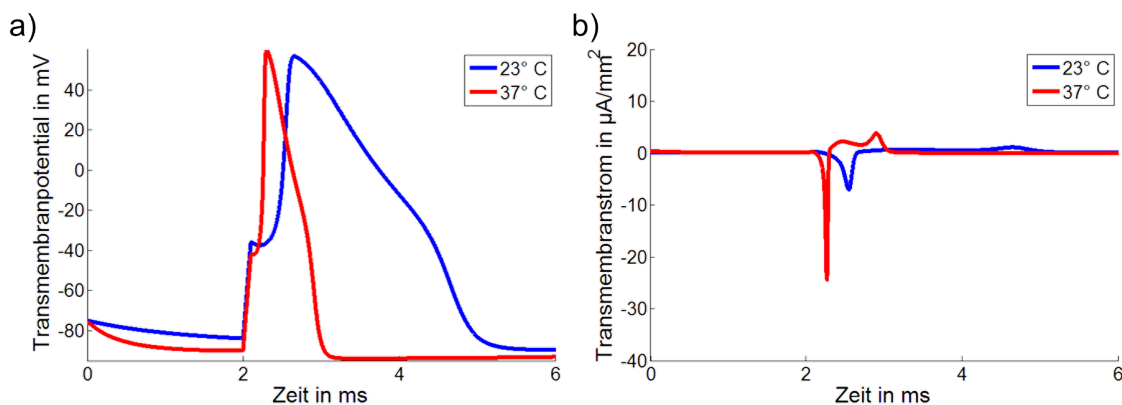 a)
Transmembranpotential in mV
40
20
0
-20
-40
-60
-80
0
2
4
6
Zeit in ms
23° C
37° C
b)
Transmembranstrom in µA/mm²
20
10
0
-10
-20
-30
-40
0
2
4
6
Zeit in ms
23° C
37° C